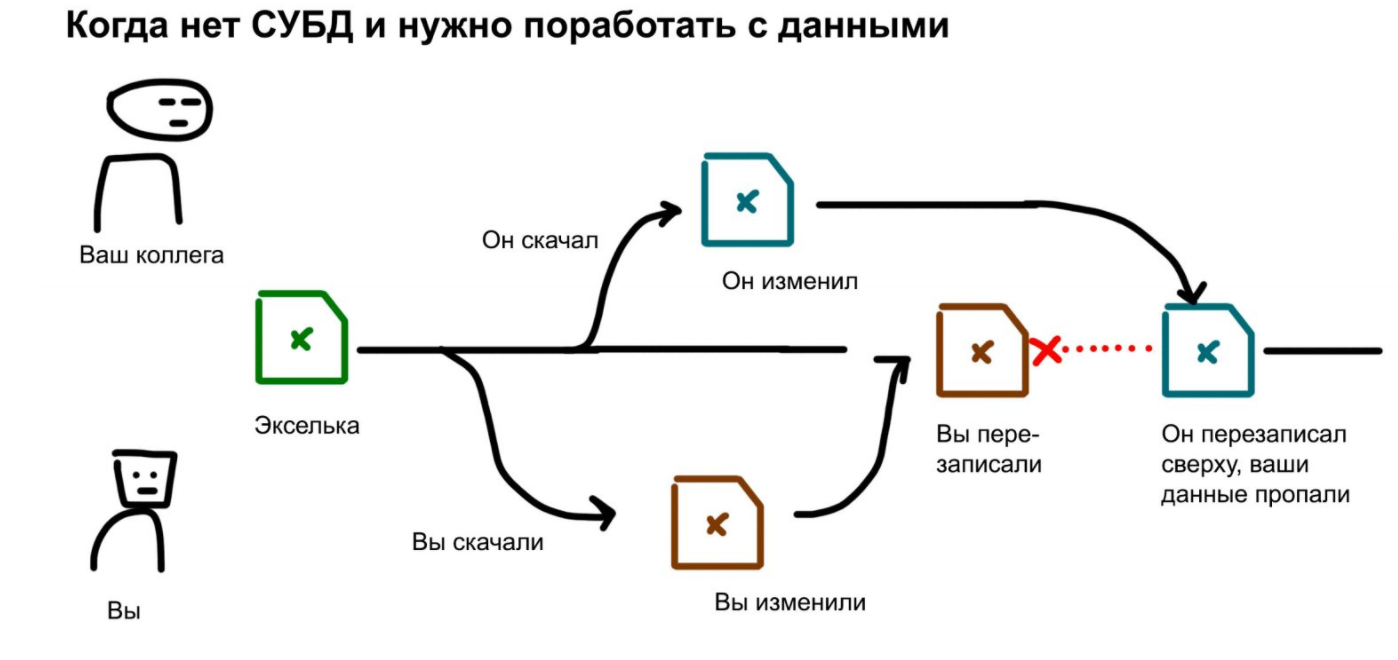 Когда нет СУБД и нужно поработать с данными
Ваш коллега
Он скачал
Он изменил
Экселька
Вы пере-
записали
Он перезаписал
сверху, ваши
данные пропали
Вы скачали
Вы изменили
Вы